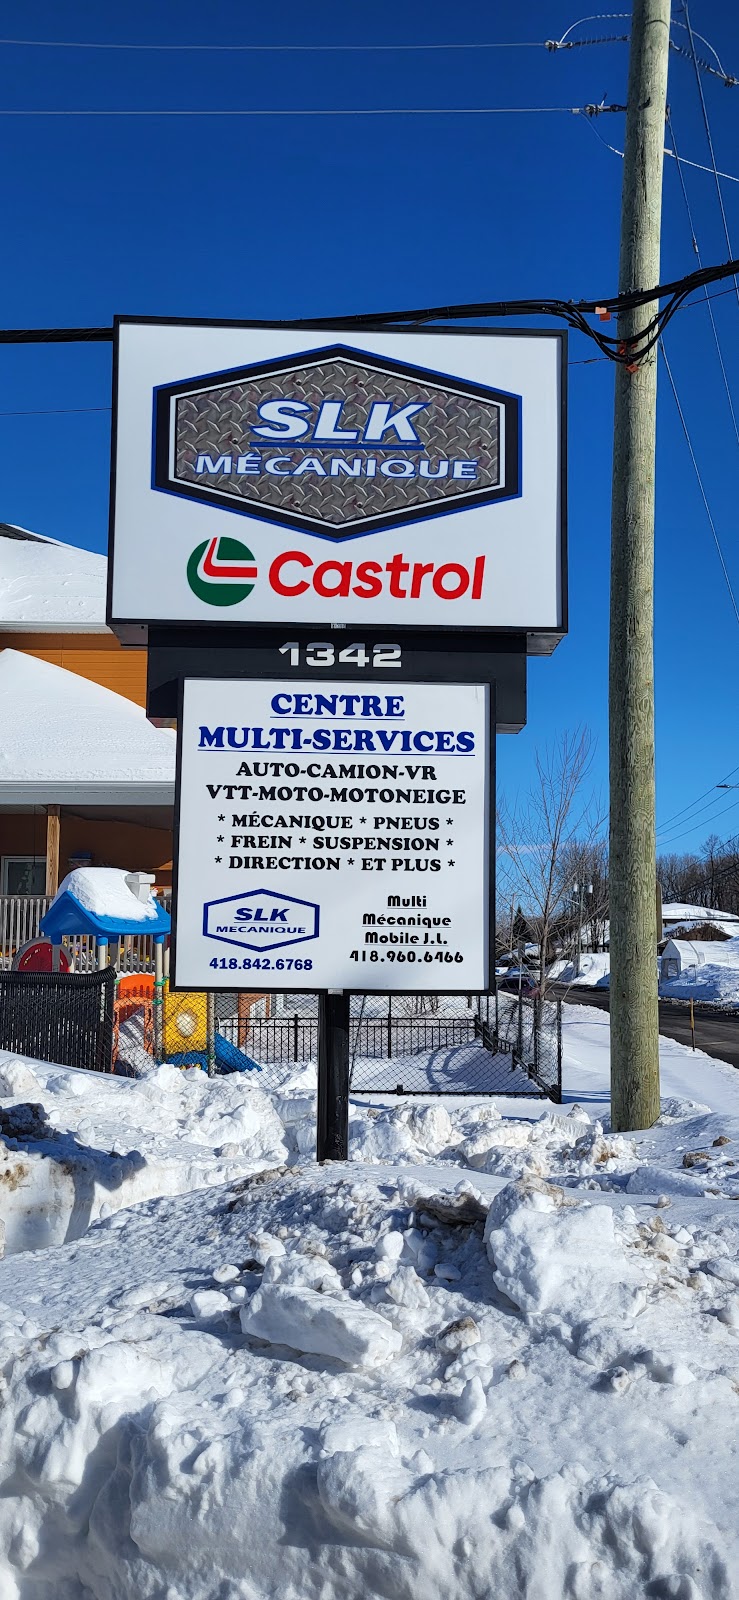 SLK
MÉCANIQUE
Castrol
1342
CENTRE
MULTI-SERVICES
AUTO-CAMION-VR
VTT-MOTO-MOTONEIGE
* MÉCANIQUE * PNEUS *
* FREIN * SUSPENSION *
* DIRECTION * ET PLUS *
SLK
MECANIQUE
418.842.6768
Multi
Mécanique
Mobile J.L.
418.960.6466